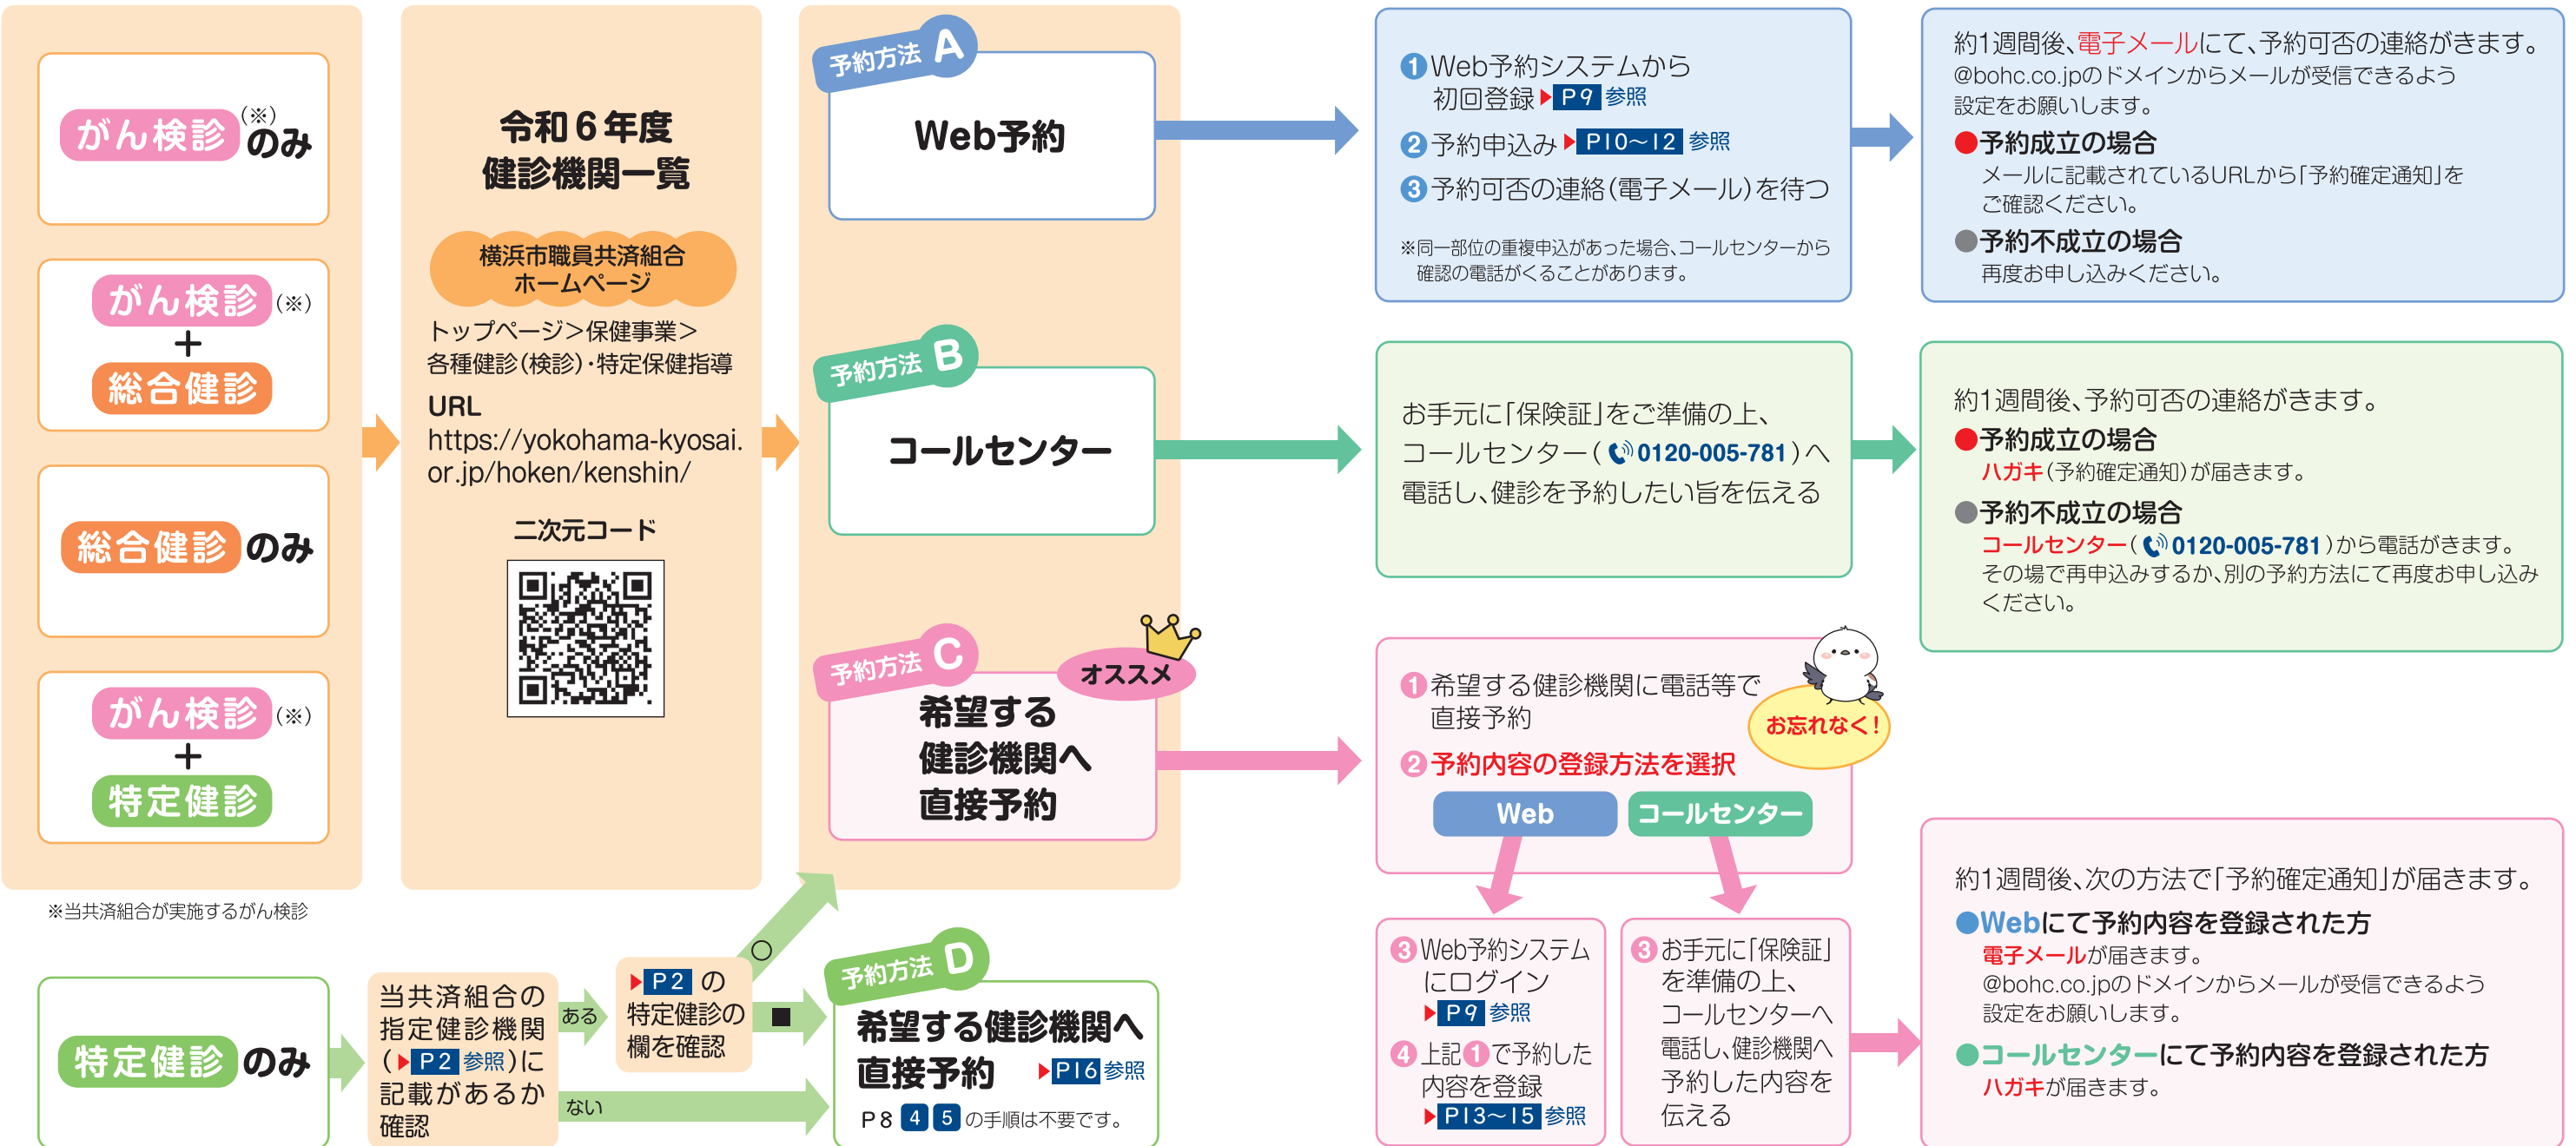 がん検診(※)のみ
がん検診(※)
+
総合健診
総合健診のみ
がん検診(※)
+
特定健診
※当共済組合が実施するがん検診
令和6年度
健診機関一覧
横浜市職員共済組合
ホームページ
トップページ>保健事業>
各種健診(検診)・特定保健指導
URL
https://yokohama-kyosai.
or.jp/hoken/kenshin/
二次元コード
予約方法 A
Web予約
❶Web予約システムから
初回登録▶P9参照
❷予約申込み▶P10〜12参照
❸予約可否の連絡(電子メール)を待つ
※同一部位の重複申込があった場合、コールセンターから
確認の電話がくることがあります。
約1週間後、電子メールにて、予約可否の連絡がきます。
@bohc.co.jpのドメインからメールが受信できるよう
設定をお願いします。
●予約成立の場合
メールに記載されているURLから「予約確定通知」を
ご確認ください。
●予約不成立の場合
再度お申し込みください。
予約方法 B
コールセンター
お手元に「保険証」をご準備の上、
コールセンター(0120-005-781)へ
電話し、健診を予約したい旨を伝える
約1週間後、予約可否の連絡がきます。
●予約成立の場合
ハガキ(予約確定通知)が届きます。
●予約不成立の場合
コールセンター(0120-005-781)から電話がきます。
その場で再申込みするか、別の予約方法にて再度お申し込み
ください。
予約方法 C
オススメ
希望する
健診機関へ
直接予約
❶希望する健診機関に電話等で
直接予約
お忘れなく!
❷予約内容の登録方法を選択
Web
コールセンター
❸Web予約システム
にログイン
▶P9参照
❹上記❶で予約した
内容を登録
▶P13〜15参照
❸お手元に「保険証」
を準備の上、
コールセンターへ
電話し、健診機関へ
予約した内容を
伝える
約1週間後、次の方法で「予約確定通知」が届きます。
●Webにて予約内容を登録された方
電子メールが届きます。
@bohc.co.jpのドメインからメールが受信できるよう
設定をお願いします。
●コールセンターにて予約内容を登録された方
ハガキが届きます。
特定健診のみ
当共済組合の
指定健診機関
(▶P2参照)に
記載があるか
確認
ある
ない
▶P2の
特定健診の
欄を確認
○
■
予約方法 D
希望する健診機関へ
直接予約 ▶P16参照
P8 4 5 の手順は不要です。